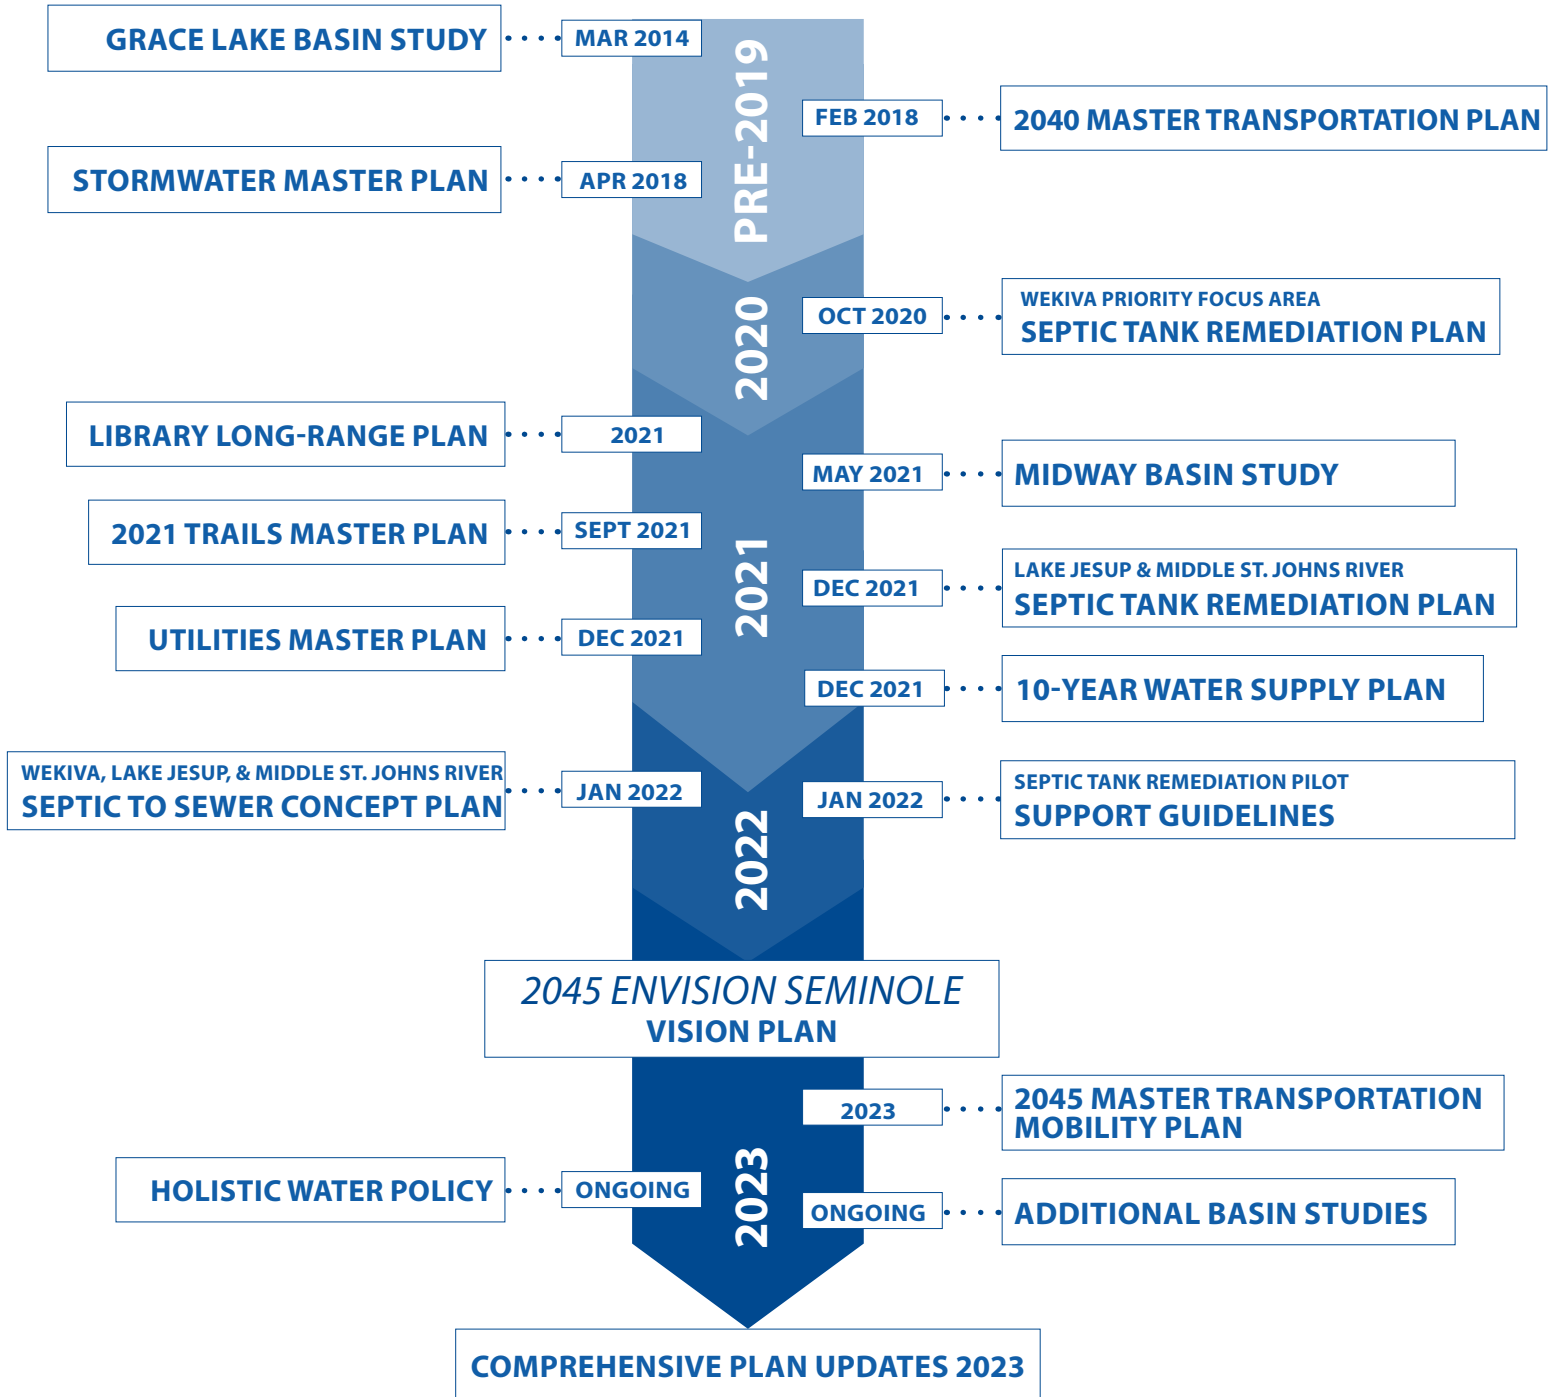 GRACE LAKE BASIN STUDY
MAR 2014
PRE-2019
FEB 2018
2040 MASTER TRANSPORTATION PLAN
STORMWATER MASTER PLAN
APR 2018
2020
OCT 2020
WEKIVA PRIORITY FOCUS AREA
SEPTIC TANK REMEDIATION PLAN
LIBRARY LONG-RANGE PLAN
2021
MAY 2021
MIDWAY BASIN STUDY
2021 TRAILS MASTER PLAN
SEPT 2021
2021
DEC 2021
LAKE JESUP & MIDDLE ST. JOHNS RIVER
SEPTIC TANK REMEDIATION PLAN
UTILITIES MASTER PLAN
DEC 2021
DEC 2021
10-YEAR WATER SUPPLY PLAN
WEKIVA, LAKE JESUP, & MIDDLE ST. JOHNS RIVER
SEPTIC TO SEWER CONCEPT PLAN
JAN 2022
JAN 2022
SEPTIC TANK REMEDIATION PILOT
SUPPORT GUIDELINES
2022
2045 ENVISION SEMINOLE
VISION PLAN
2023
2045 MASTER TRANSPORTATION
MOBILITY PLAN
HOLISTIC WATER POLICY
ONGOING
2023
ONGOING
ADDITIONAL BASIN STUDIES
COMPREHENSIVE PLAN UPDATES 2023